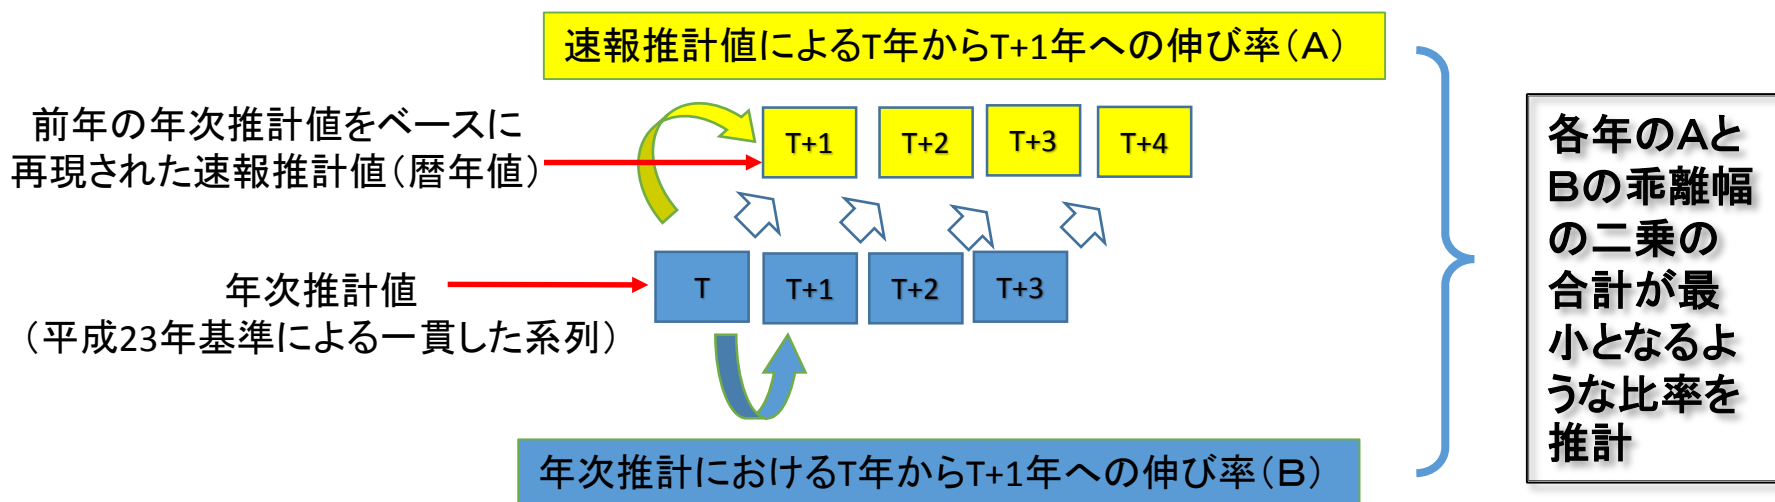 速報推計値によるT年からT+1年への伸び率(A)
前年の年次推計値をベースに
再現された速報推計値(暦年値)
T+1
T+2
T+3
T+4
年次推計値
(平成23年基準による一貫した系列)
T
T+1
T+2
T+3
年次推計におけるT年からT+1年への伸び率(B)
各年のAと
Bの乖離幅
の二乗の
合計が最
小となるよ
うな比率を
推計